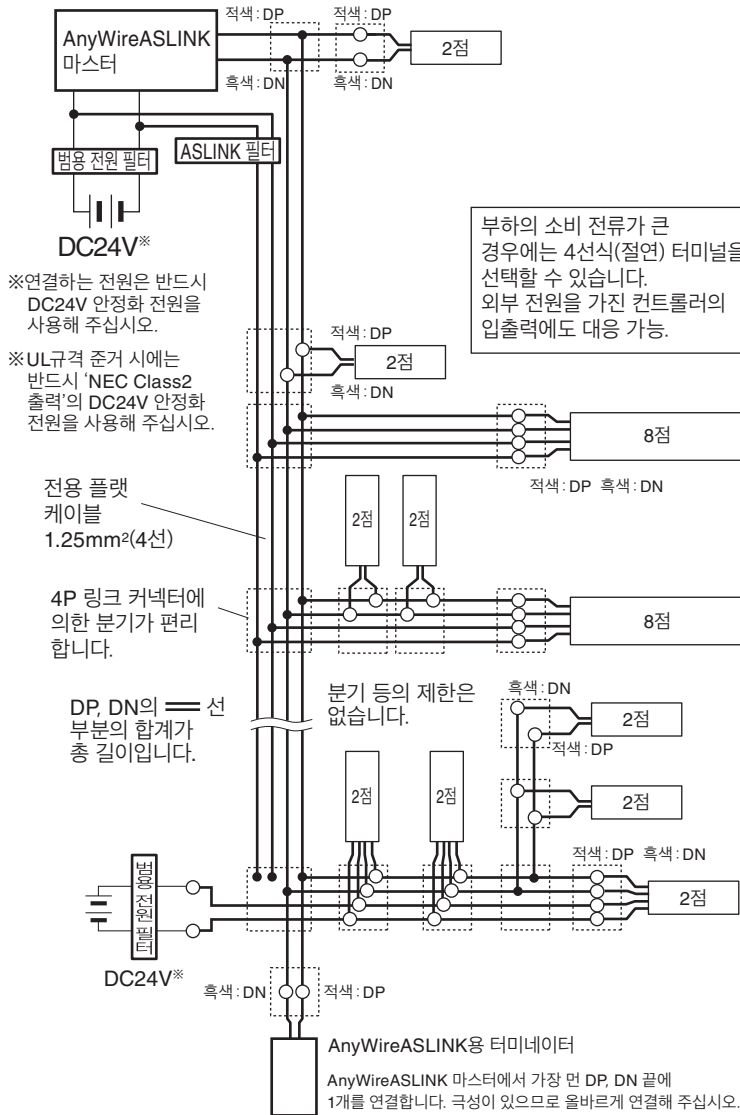 적색:DP
적색:DP
AnyWireASLINK
마스터
2점
흑색:DN
흑색:DN
범용 전원 필터
ASLINK 필터
DC24V※
※연결하는 전원은 반드시
DC24V 안정화 전원을
사용해 주십시오.
※UL규격 준거 시에는
반드시 ‘NEC Class2
출력’의 DC24V 안정화
전원을 사용해 주십시오.
부하의 소비 전류가 큰
경우에는 4선식(절연) 터미널을
선택할 수 있습니다.
외부 전원을 가진 컨트롤러의
입출력에도 대응 가능.
적색:DP
2점
흑색:DN
8점
적색:DP 흑색:DN
전용 플랫
케이블
1.25mm²(4선)
2점
2점
4P 링크 커넥터에
의한 분기가 편리
합니다.
8점
DP, DN의 선
부분의 합계가
총 길이입니다.
분기 등의 제한은
없습니다.
흑색:DN
2점
적색:DP
2점
2점
2점
적색:DP 흑색:DN
2점
범용 전원 필터
DC24V※
흑색:DN
적색:DP
AnyWireASLINK용 터미네이터
AnyWireASLINK 마스터에서 가장 먼 DP, DN 끝에
1개를 연결합니다. 극성이 있으므로 올바르게 연결해 주십시오.